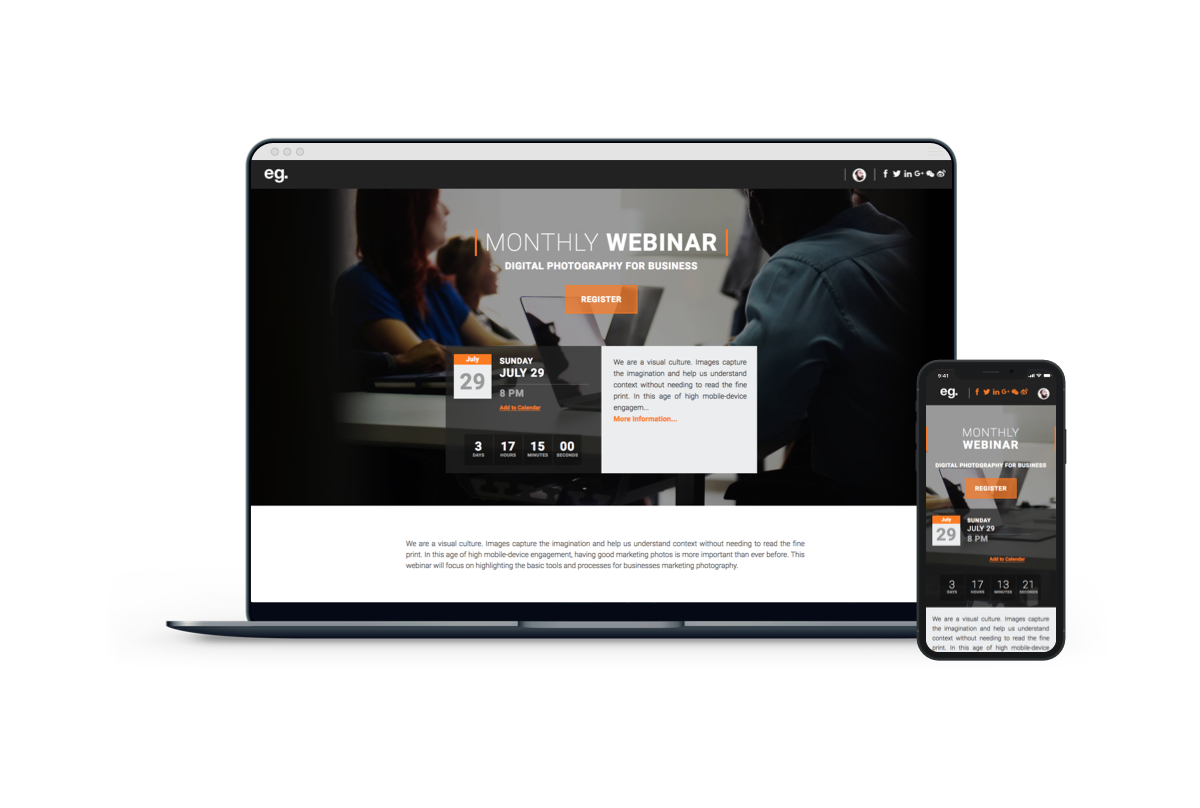 eg.
MONTHLY WEBINAR
DIGITAL PHOTOGRAPHY FOR BUSINESS
REGISTER
July
29
SUNDAY
JULY 29
8 PM
Add to Calendar
3 17 15 00
DAYS HOURS MINUTES SECONDS
We are a visual culture. Images capture
the imagination and help us understand
context without needing to read the fine
print. In this age of high mobile-device
engagem...
More information...
We are a visual culture. Images capture the imagination and help us understand context without needing to read the fine
print. In this age of high mobile-device engagement, having good marketing photos is more important than ever before. This
webinar will focus on highlighting the basic tools and processes for businesses marketing photography.
9:41
eg.
MONTHLY
WEBINAR
DIGITAL PHOTOGRAPHY FOR BUSINESS
REGISTER
July
29
SUNDAY
JULY 29
8 PM
Add to Calendar
3 17 13 21
DAYS HOURS MINUTES SECONDS
We are a visual culture. Images capture
the imagination and help us understand
context without needing to read the fine
print. In this age of high mobile-device